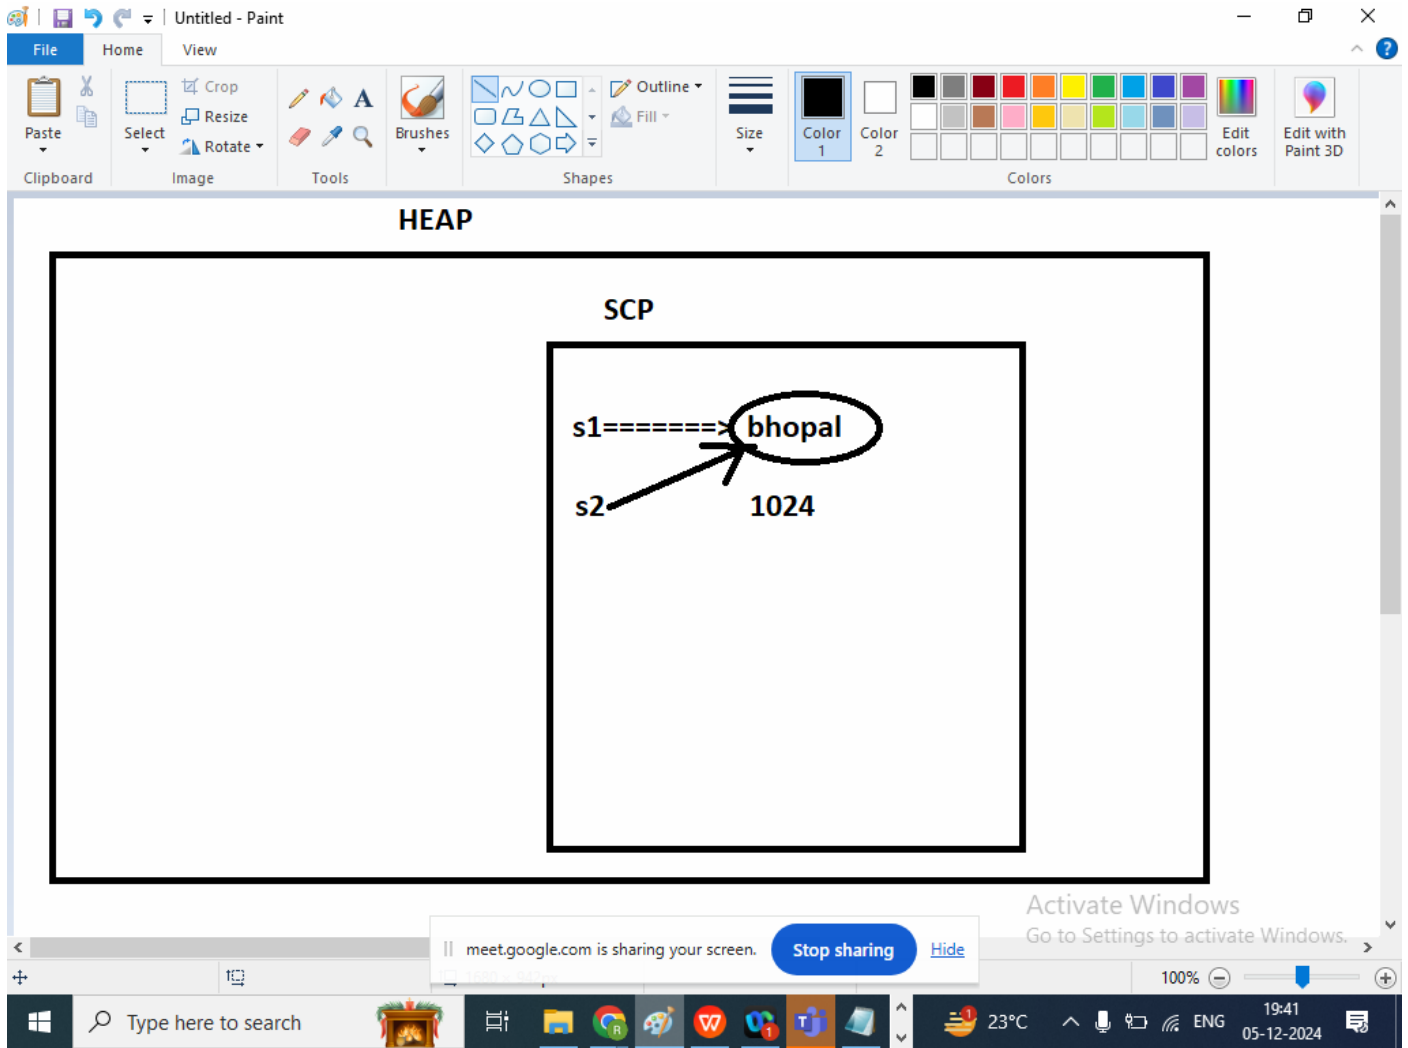 Untitled - Paint
File Home View
Paste
Select
Crop
Resize
Rotate
A
Brushes
Outline
Fill
Size
Color 1
Color 2
Edit colors
Edit with Paint 3D
Clipboard
Image
Tools
Shapes
Colors
HEAP
SCP
s1=======> bhopal
s2 1024
Activate Windows
Go to Settings to activate Windows.
meet.google.com is sharing your screen. Stop sharing Hide
100%
Type here to search
23°C
ENG
19:41
05-12-2024